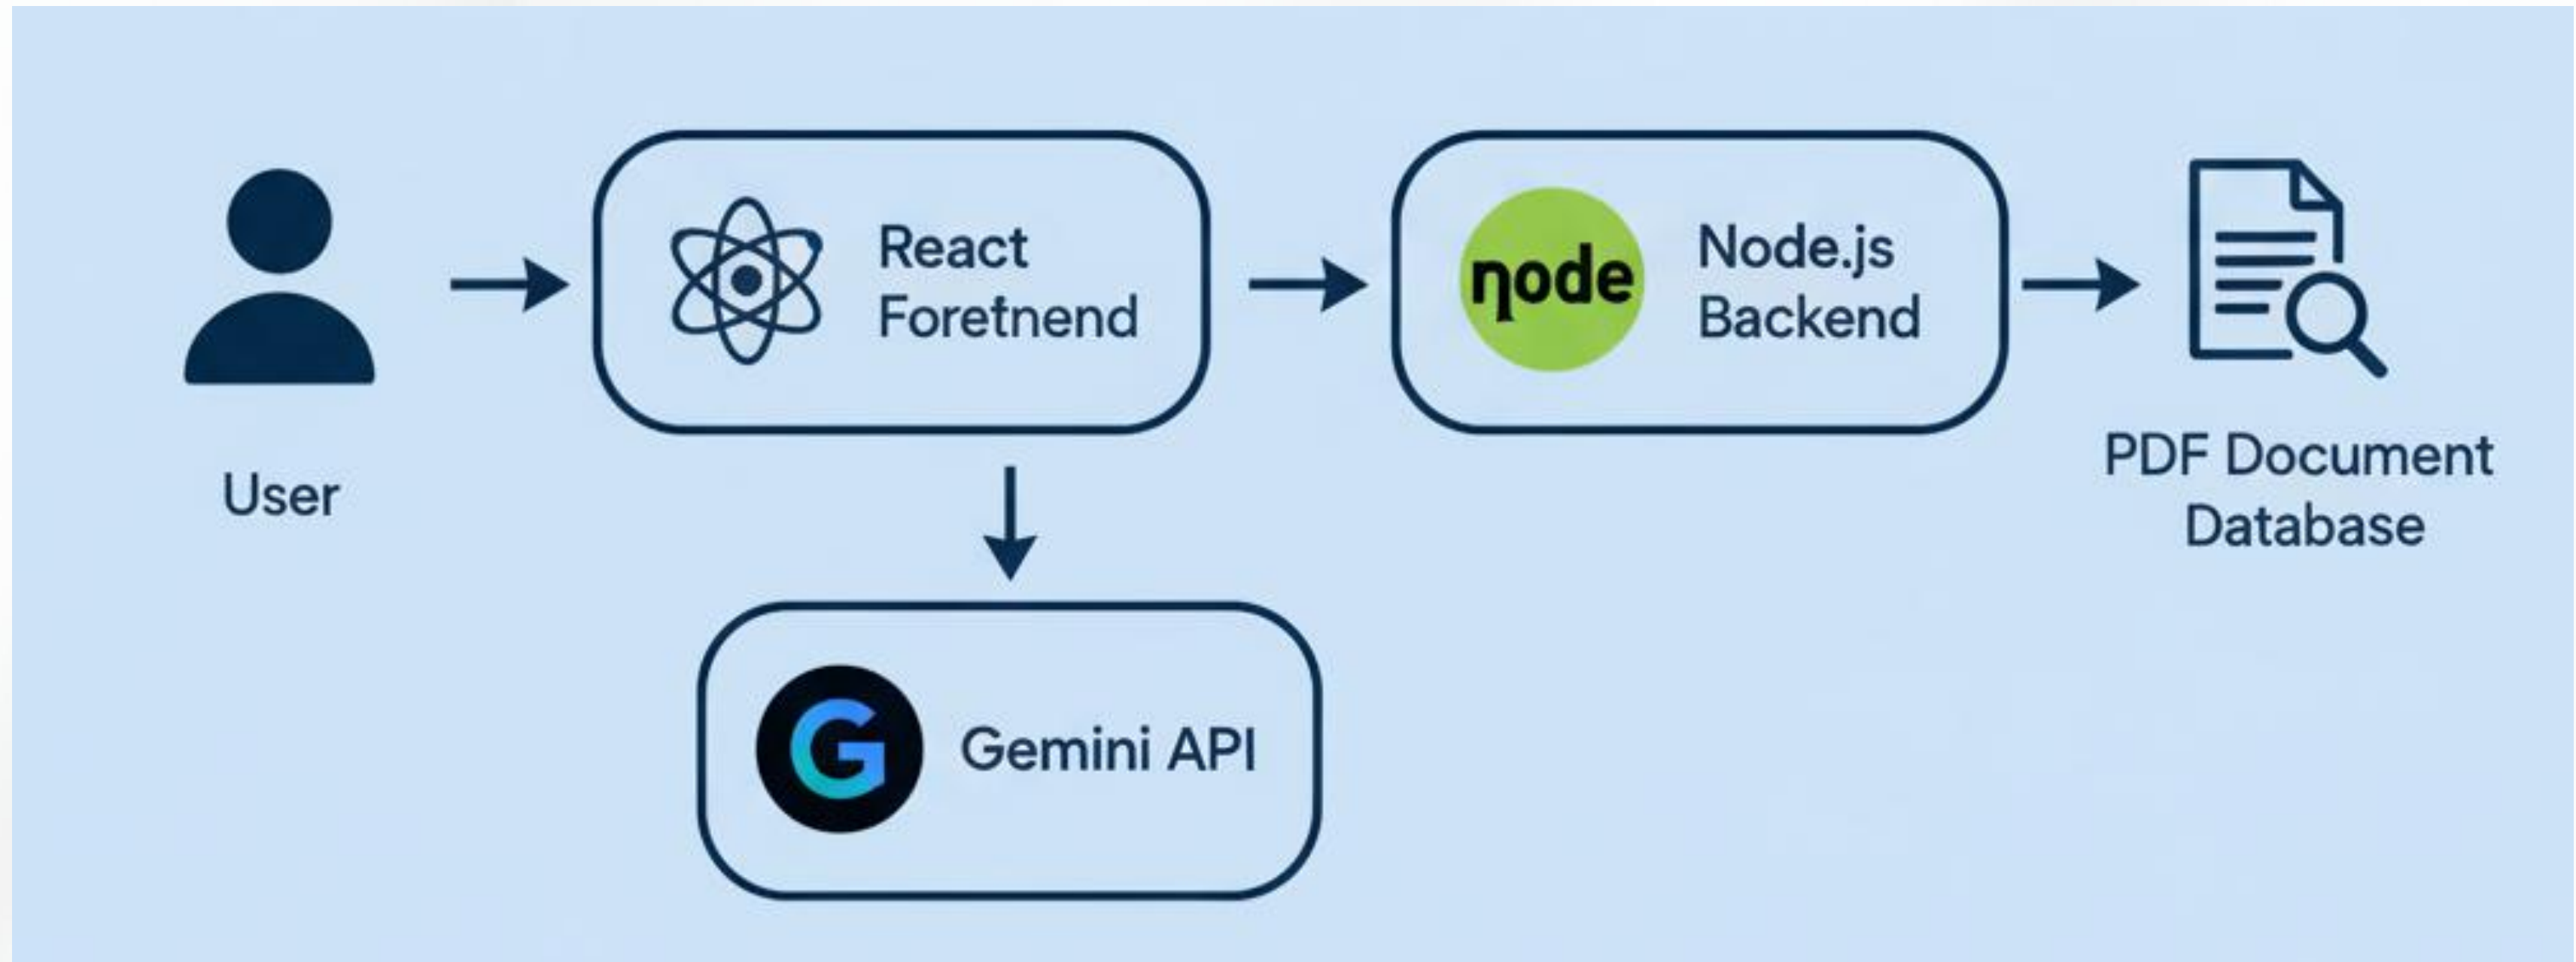 User
React
Foretnend
node
Node.js
Backend
PDF Document
Database
G
Gemini API